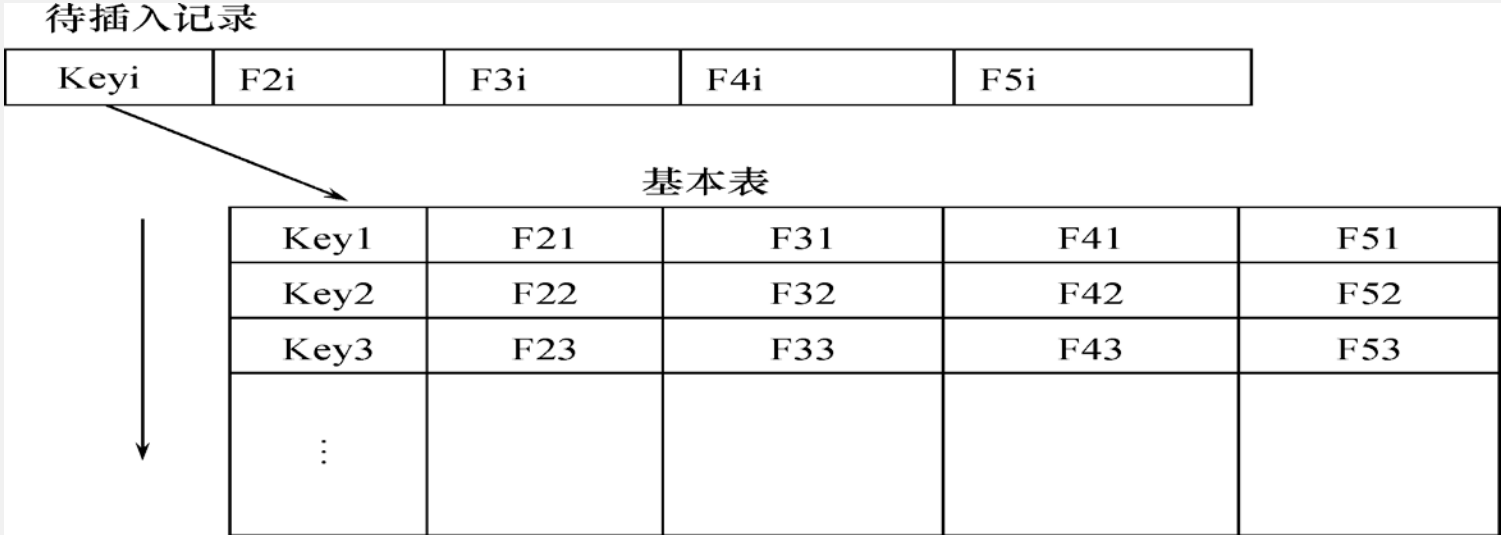 待插入记录
Keyi F2i F3i F4i F5i
基本表
Key1 F21 F31 F41 F51
Key2 F22 F32 F42 F52
Key3 F23 F33 F43 F53
⋮